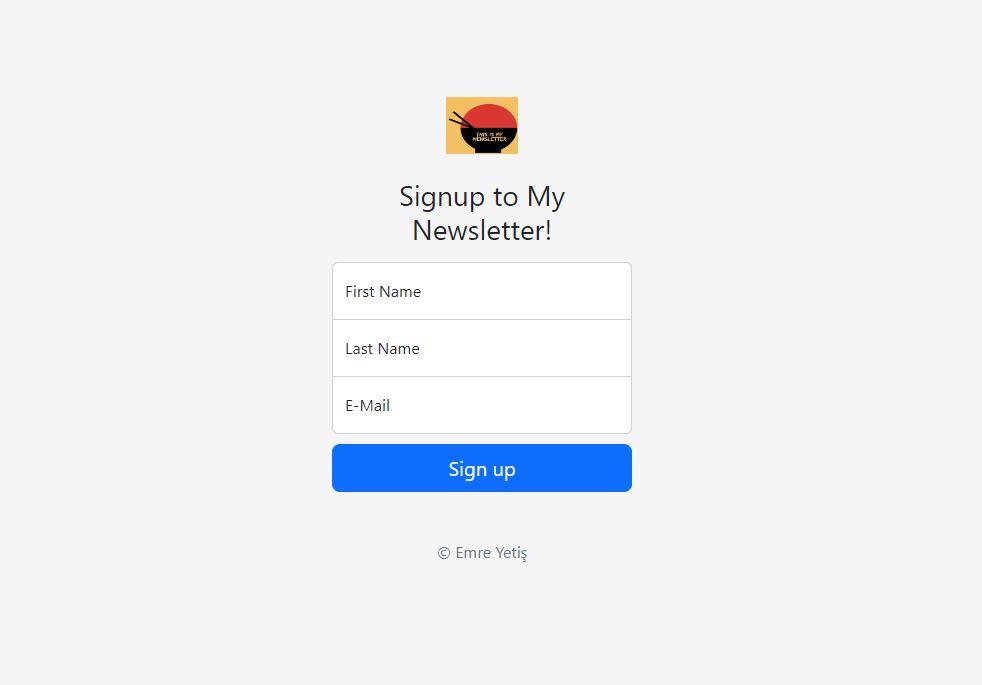 THIS IS MY
NEWSLETTER
Signup to My
Newsletter!
First Name
Last Name
E-Mail
Sign up
© Emre Yetiş